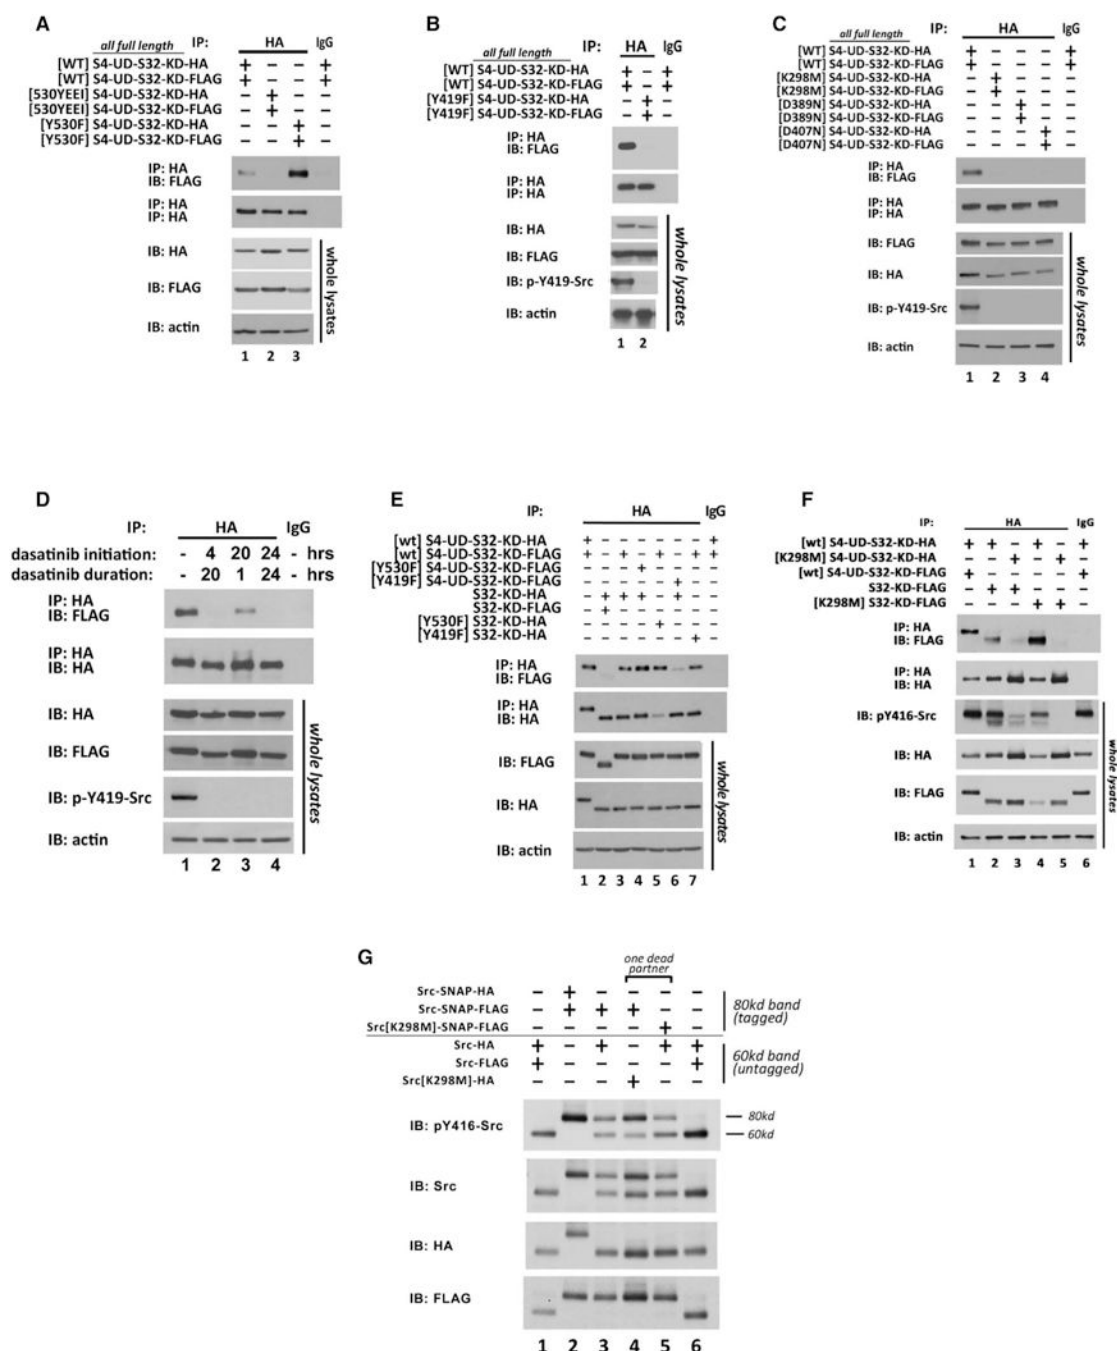 A
all full length IP: HA IgG
[WT] S4-UD-S32-KD-HA + − − +
[WT] S4-UD-S32-KD-FLAG + − − +
[530YEEI] S4-UD-S32-KD-HA − + − −
[530YEEI] S4-UD-S32-KD-FLAG − + − −
[Y530F] S4-UD-S32-KD-HA − − + −
[Y530F] S4-UD-S32-KD-FLAG − − + −
IP: HA
IB: FLAG
IP: HA
IP: HA
IB: HA
IB: FLAG
IB: actin
whole lysates
1 2 3
B
all full length IP: HA IgG
[WT] S4-UD-S32-KD-HA + − +
[WT] S4-UD-S32-KD-FLAG + − +
[Y419F] S4-UD-S32-KD-HA − + −
[Y419F] S4-UD-S32-KD-FLAG − + −
IP: HA
IB: FLAG
IP: HA
IP: HA
IB: HA
IB: FLAG
IB: p-Y419-Src
IB: actin
whole lysates
1 2
C
all full length IP: HA IgG
[WT] S4-UD-S32-KD-HA + − − − +
[WT] S4-UD-S32-KD-FLAG + − − − +
[K298M] S4-UD-S32-KD-HA − + − − −
[K298M] S4-UD-S32-KD-FLAG − + − − −
[D389N] S4-UD-S32-KD-HA − − + − −
[D389N] S4-UD-S32-KD-FLAG − − + − −
[D407N] S4-UD-S32-KD-HA − − − + −
[D407N] S4-UD-S32-KD-FLAG − − − + −
IP: HA
IB: FLAG
IP: HA
IP: HA
IB: FLAG
IB: HA
IB: p-Y419-Src
IB: actin
whole lysates
1 2 3 4
D
IP: HA IgG
dasatinib initiation: - 4 20 24 - hrs
dasatinib duration: - 20 1 24 - hrs
IP: HA
IB: FLAG
IP: HA
IB: HA
IB: HA
IB: FLAG
IB: p-Y419-Src
IB: actin
whole lysates
1 2 3 4
E
IP: HA IgG
[wt] S4-UD-S32-KD-HA + − − − − − − +
[wt] S4-UD-S32-KD-FLAG + − + − + − + +
[Y530F] S4-UD-S32-KD-FLAG − − − + − − − −
[Y419F] S4-UD-S32-KD-FLAG − − − − − + − −
S32-KD-HA − + + + − + − −
S32-KD-FLAG − + − − − − − −
[Y530F] S32-KD-HA − − − − + − − −
[Y419F] S32-KD-HA − − − − − − + −
IP: HA
IB: FLAG
IP: HA
IB: HA
IB: FLAG
IB: HA
IB: actin
whole lysates
1 2 3 4 5 6 7
F
IP: HA IgG
[wt] S4-UD-S32-KD-HA + + − + − +
[K298M] S4-UD-S32-KD-HA − − + − + −
[wt] S4-UD-S32-KD-FLAG + − − − − +
S32-KD-FLAG − + + − − −
[K298M] S32-KD-FLAG − − − + + −
IP: HA
IB: FLAG
IP: HA
IB: HA
IB: pY416-Src
IB: HA
IB: FLAG
IB: actin
whole lysates
1 2 3 4 5 6
G
one dead
partner
Src-SNAP-HA − + − − − −
Src-SNAP-FLAG − + + + − −
Src[K298M]-SNAP-FLAG − − − − + −
80kd band
(tagged)
Src-HA + − + − + +
Src-FLAG + − − − − +
Src[K298M]-HA − − − + − −
60kd band
(untagged)
IB: pY416-Src
80kd
60kd
IB: Src
IB: HA
IB: FLAG
1 2 3 4 5 6